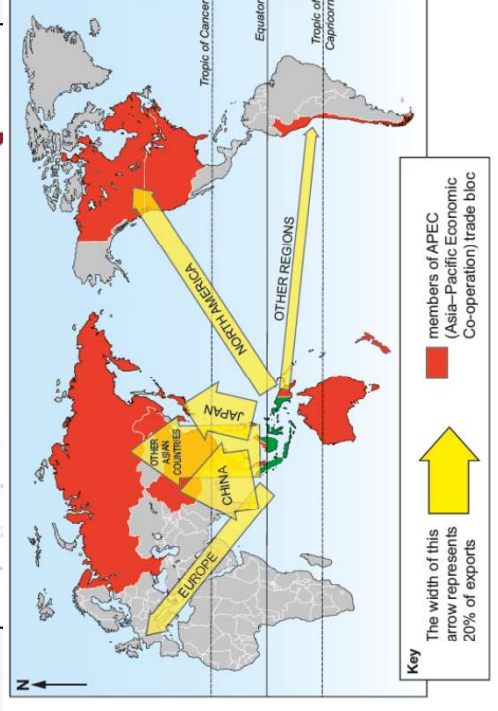 N
Tropic of Cancer
Equator
Tropic of
Capricorn
EUROPE
CHINA
OTHER
ASIAN
COUNTRIES
JAPAN
NORTH AMERICA
OTHER REGIONS
Key
The width of this
arrow represents
20% of exports
members of APEC
(Asia–Pacific Economic
Co-operation) trade bloc